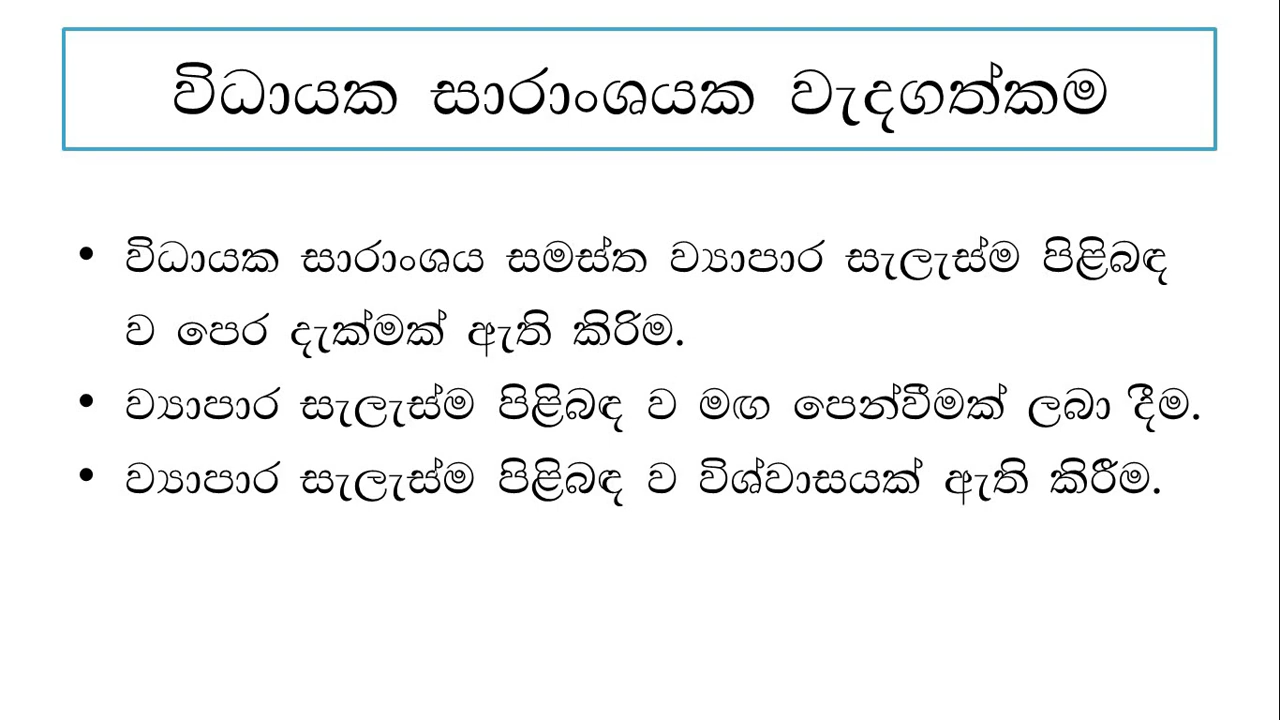 විධායක සාරාංශයක වැදගත්කම
• විධායක සාරාංශය සමස්ත ව්‍යාපාර සැලැස්ම පිළිබඳ
ව පෙර දැක්මක් ඇති කිරිම.
• ව්‍යාපාර සැලැස්ම පිළිබඳ ව මඟ පෙන්වීමක් ලබා දීම.
• ව්‍යාපාර සැලැස්ම පිළිබඳ ව විශ්වාසයක් ඇති කිරීම.